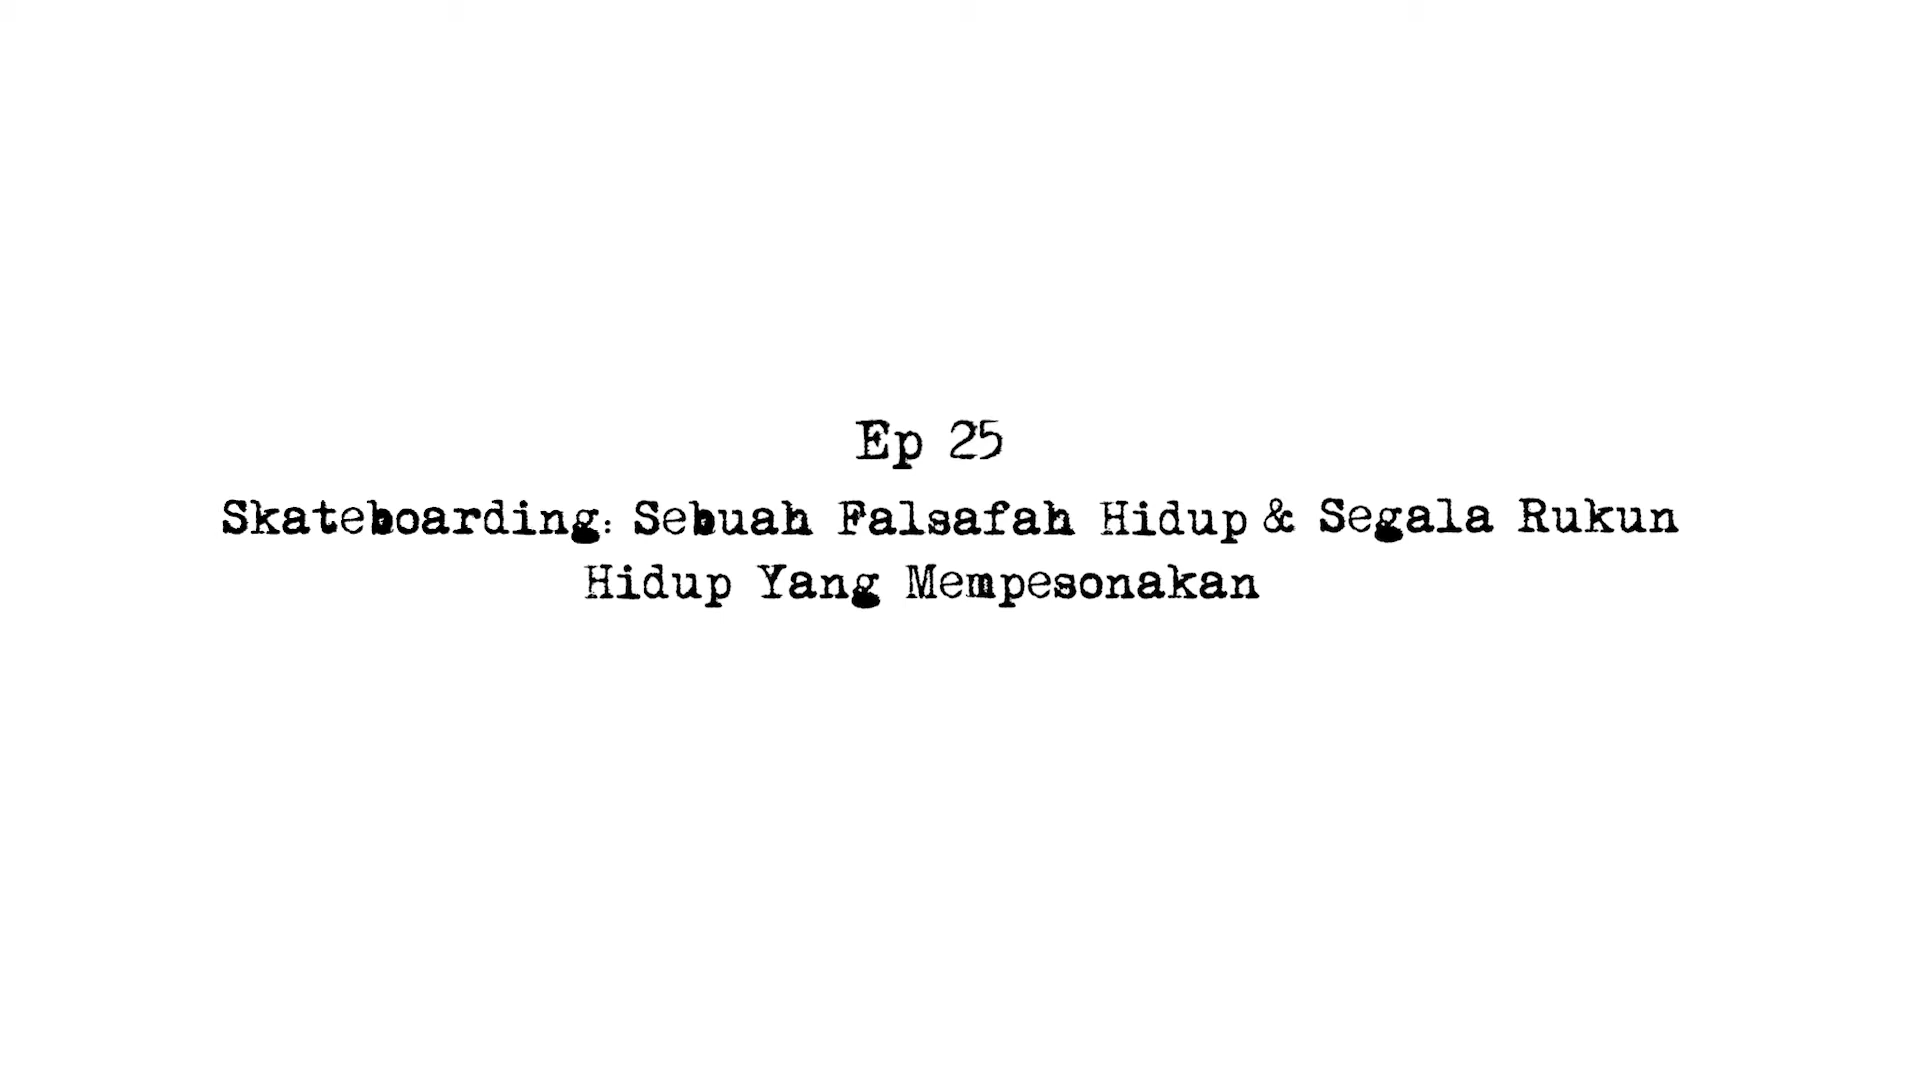 Ep 25
Skateboarding: Sebuah Falsafah Hidup & Segala Rukun
Hidup Yang Mempesonakan